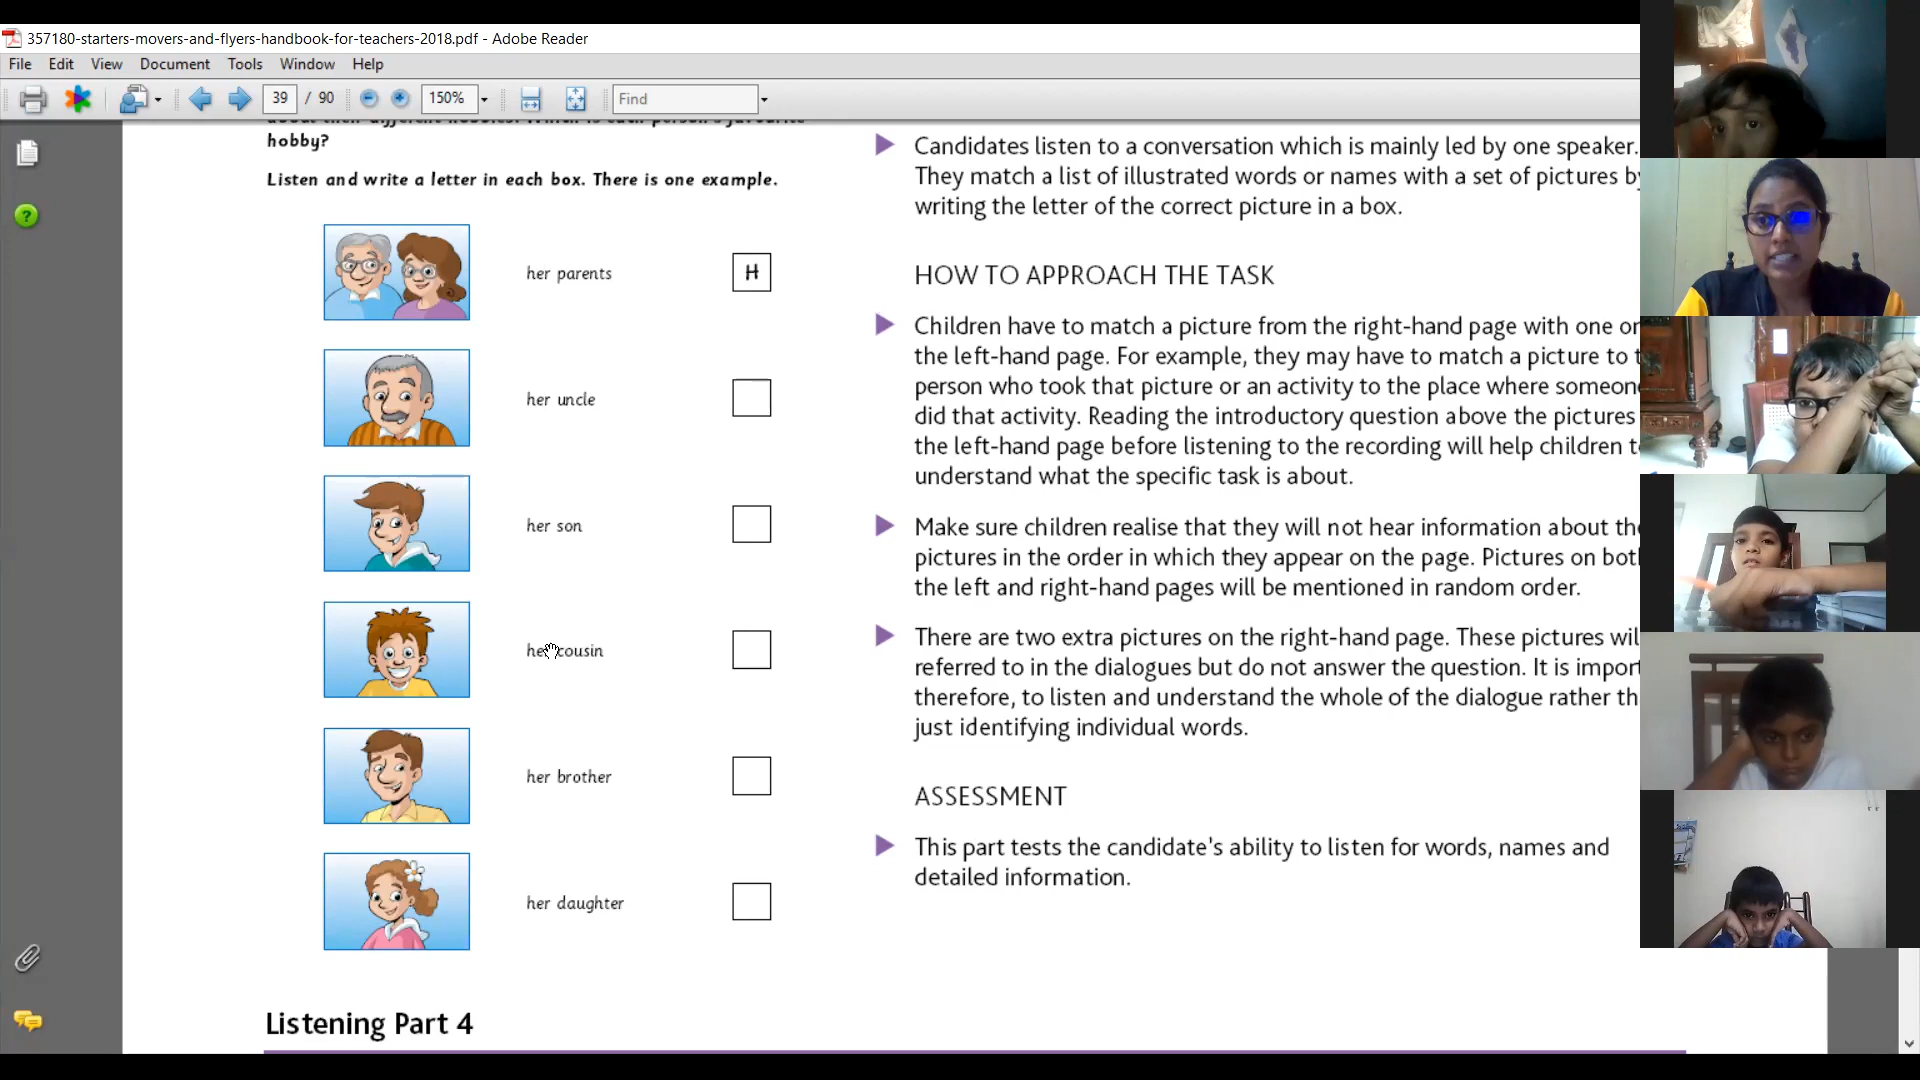 357180-starters-movers-and-flyers-handbook-for-teachers-2018.pdf - Adobe Reader
File Edit View Document Tools Window Help
39 / 90 150% Find
hobby?
Listen and write a letter in each box. There is one example.
her parents H
her uncle
her son
her cousin
her brother
her daughter
Listening Part 4
Candidates listen to a conversation which is mainly led by one speaker.
They match a list of illustrated words or names with a set of pictures
writing the letter of the correct picture in a box.
HOW TO APPROACH THE TASK
Children have to match a picture from the right-hand page with one
the left-hand page. For example, they may have to match a picture to
person who took that picture or an activity to the place where
did that activity. Reading the introductory question above the pictures
the left-hand page before listening to the recording will help children
understand what the specific task is about.
Make sure children realise that they will not hear information about
pictures in the order in which they appear on the page. Pictures on
the left and right-hand pages will be mentioned in random order.
There are two extra pictures on the right-hand page. These pictures
referred to in the dialogues but do not answer the question. It is
therefore, to listen and understand the whole of the dialogue rather
just identifying individual words.
ASSESSMENT
This part tests the candidate's ability to listen for words, names and
detailed information.